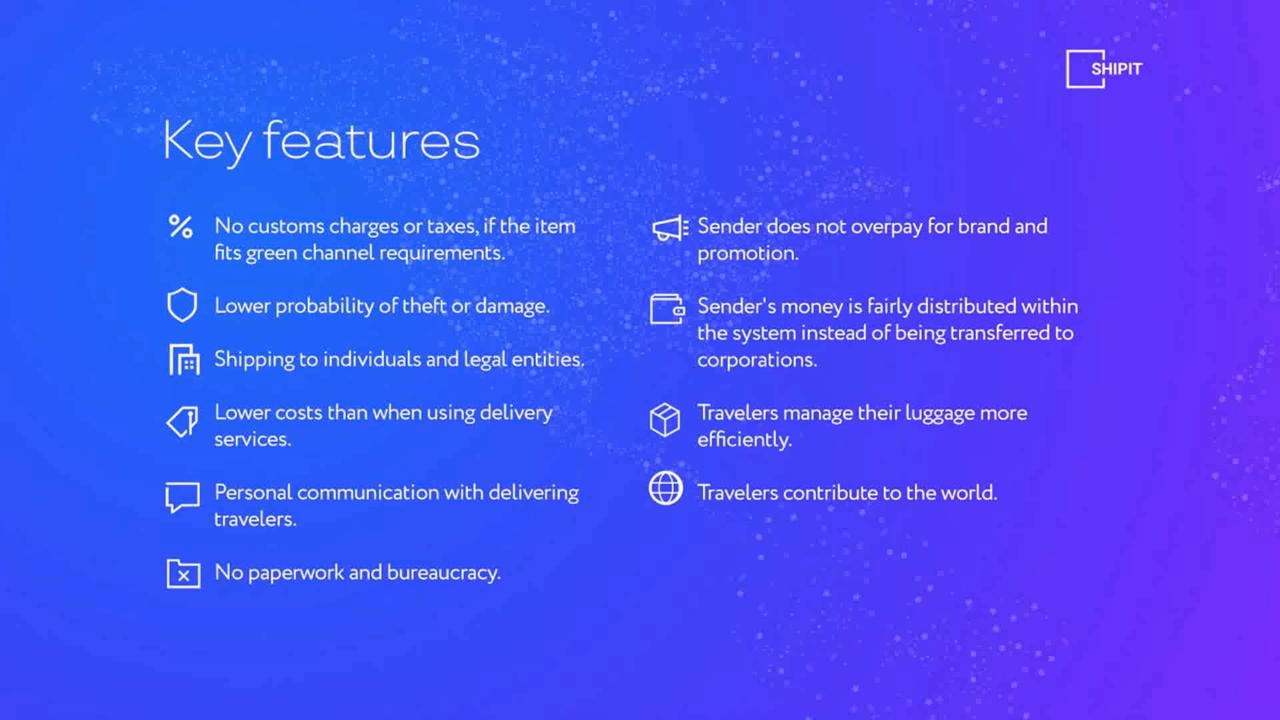 SHIPIT
Key features
No customs charges or taxes, if the item
fits green channel requirements.
Lower probability of theft or damage.
Shipping to individuals and legal entities.
Lower costs than when using delivery
services.
Personal communication with delivering
travelers.
No paperwork and bureaucracy.
Sender does not overpay for brand and
promotion.
Sender's money is fairly distributed within
the system instead of being transferred to
corporations.
Travelers manage their luggage more
efficiently.
Travelers contribute to the world.